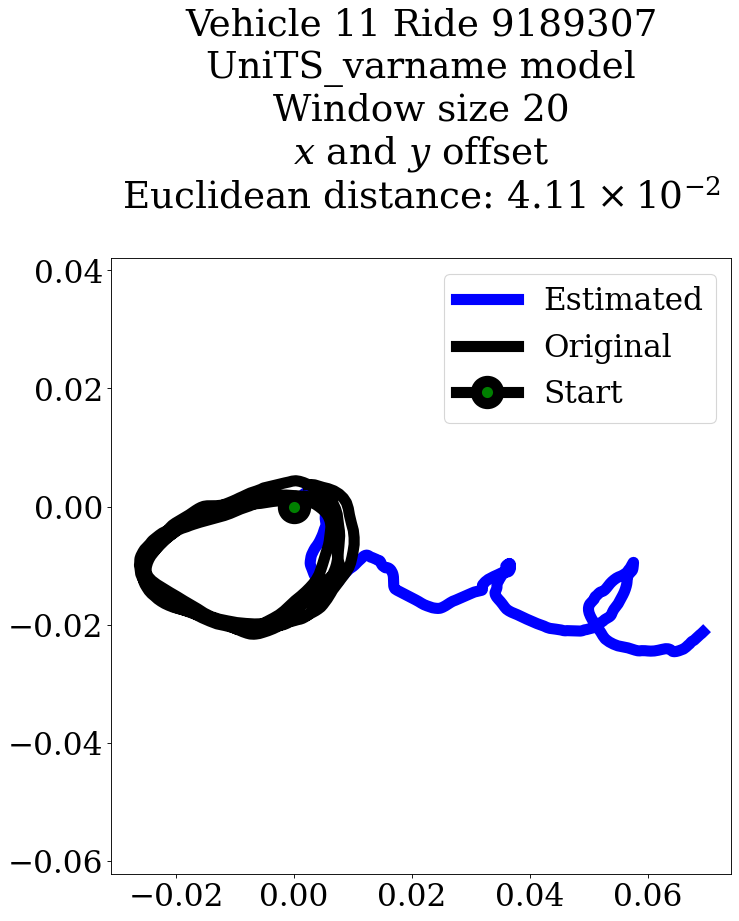 Vehicle 11 Ride 9189307
UniTS_varname model
Window size 20
x and y offset
Euclidean distance: 4.11 × 10⁻²
Estimated
Original
Start
0.04
0.02
0.00
−0.02
−0.04
−0.06
−0.02 0.00 0.02 0.04 0.06